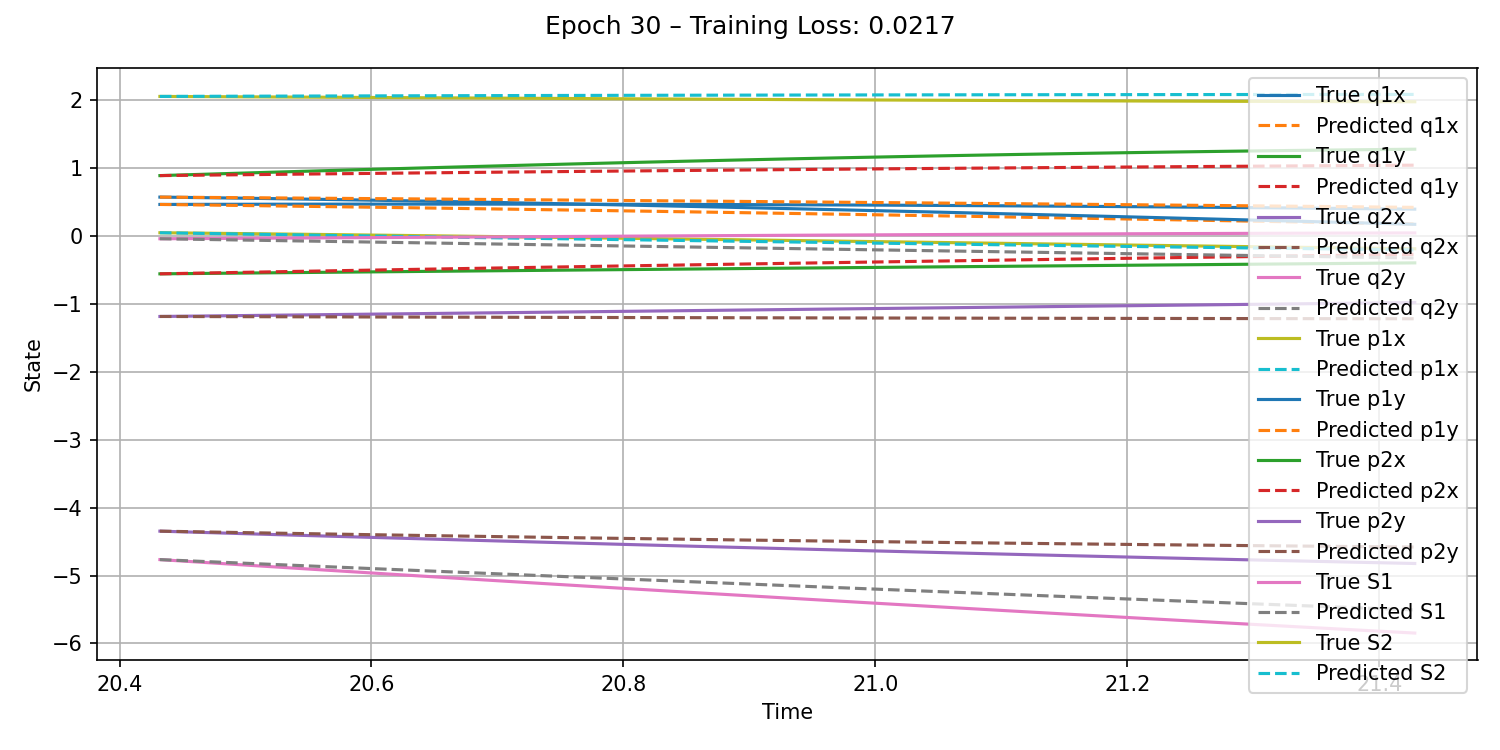 Epoch 30 – Training Loss: 0.0217
State
2
1
0
−1
−2
−3
−4
−5
−6
20.4
20.6
20.8
21.0
21.2
21.4
Time
True q1x
Predicted q1x
True q1y
Predicted q1y
True q2x
Predicted q2x
True q2y
Predicted q2y
True p1x
Predicted p1x
True p1y
Predicted p1y
True p2x
Predicted p2x
True p2y
Predicted p2y
True S1
Predicted S1
True S2
Predicted S2